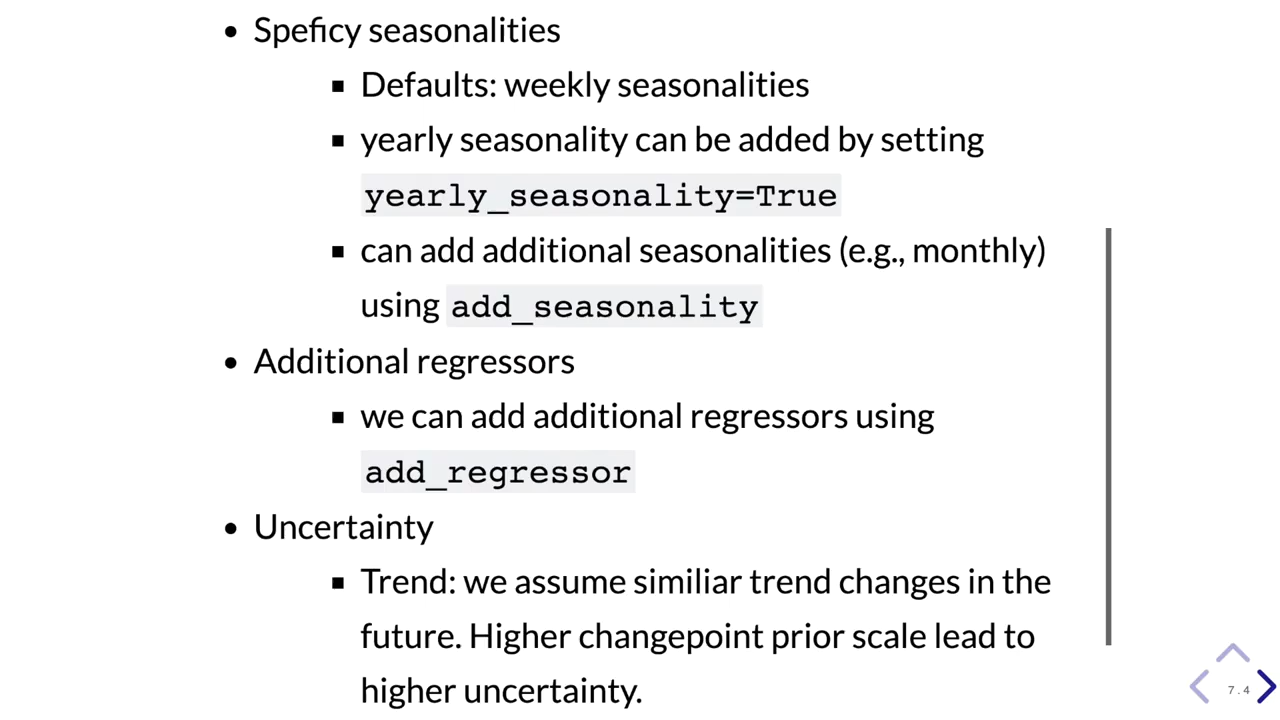 Speficy seasonalities
Defaults: weekly seasonalities
yearly seasonality can be added by setting
yearly_seasonality=True
can add additional seasonalities (e.g., monthly)
using add_seasonality
Additional regressors
we can add additional regressors using
add_regressor
Uncertainty
Trend: we assume similiar trend changes in the
future. Higher changepoint prior scale lead to
higher uncertainty.
7.4